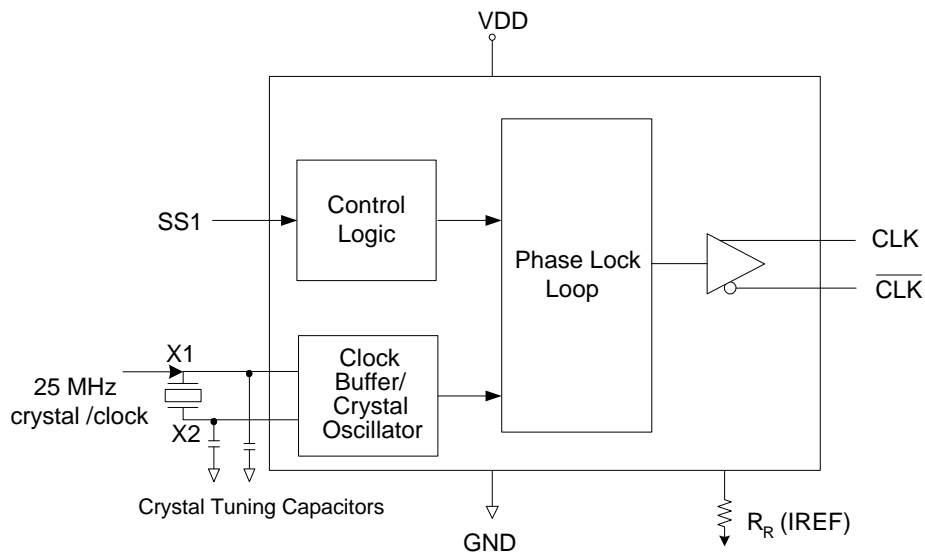 VDD
SS1
Control
Logic
Phase Lock
Loop
CLK
CLK
X1
25 MHz
crystal /clock
X2
Clock
Buffer/
Crystal
Oscillator
Crystal Tuning Capacitors
GND
RR (IREF)